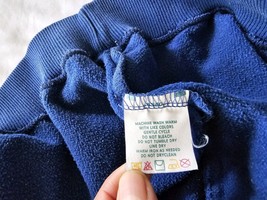 MACHINE WASH WARM
WITH LIKE COLORS
GENTLE CYCLE
DO NOT BLEACH
DO NOT TUMBLE DRY
LINE DRY
WARM IRON AS NEEDED
DO NOT DRYCLEAN